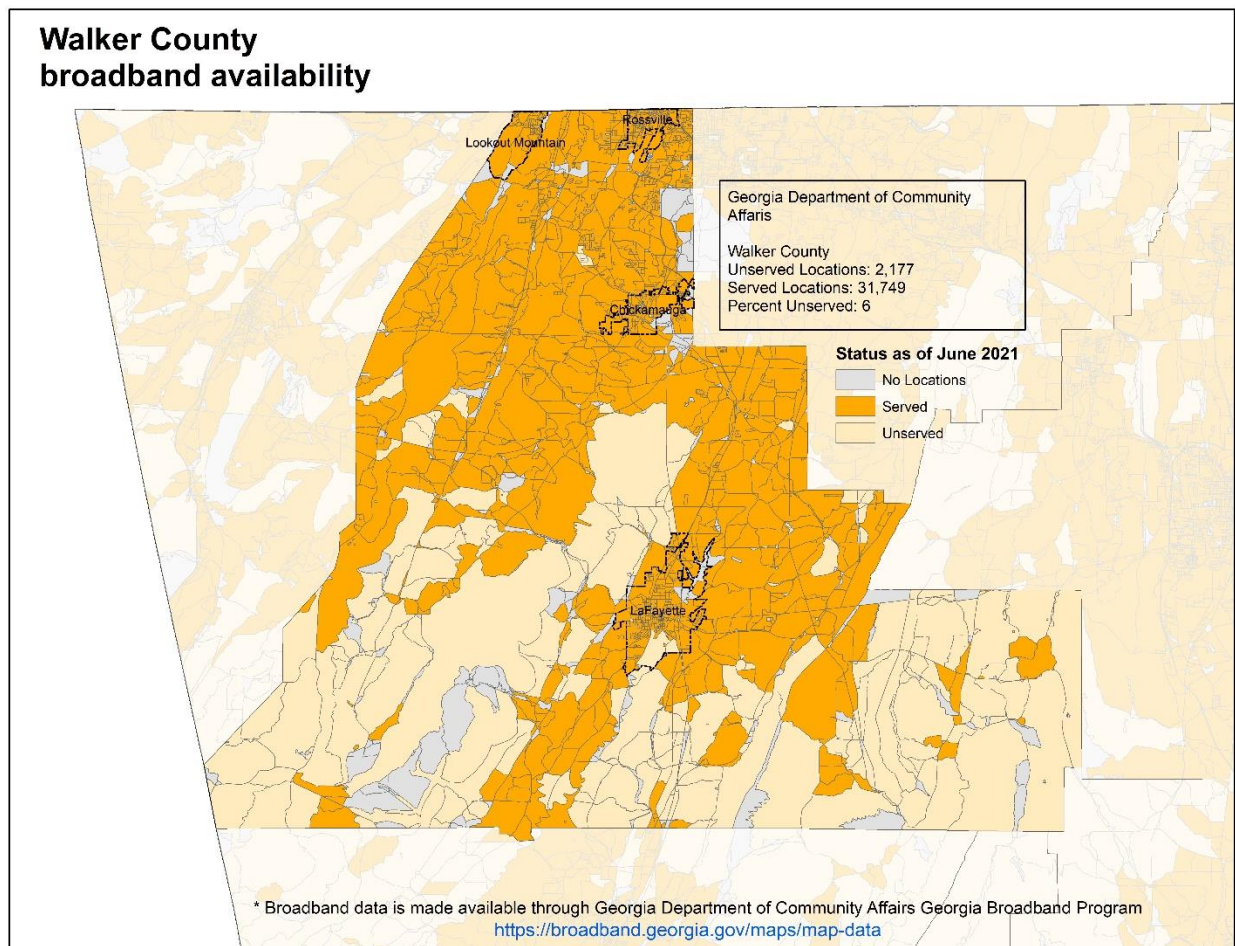 Walker County
broadband availability
Rossville
Lookout Mountain
Georgia Department of Community
Affaris
Walker County
Unserved Locations: 2,177
Served Locations: 31,749
Percent Unserved: 6
Chickamauga
Status as of June 2021
No Locations
Served
Unserved
LaFayette
* Broadband data is made available through Georgia Department of Community Affairs Georgia Broadband Program
https://broadband.georgia.gov/maps/map-data